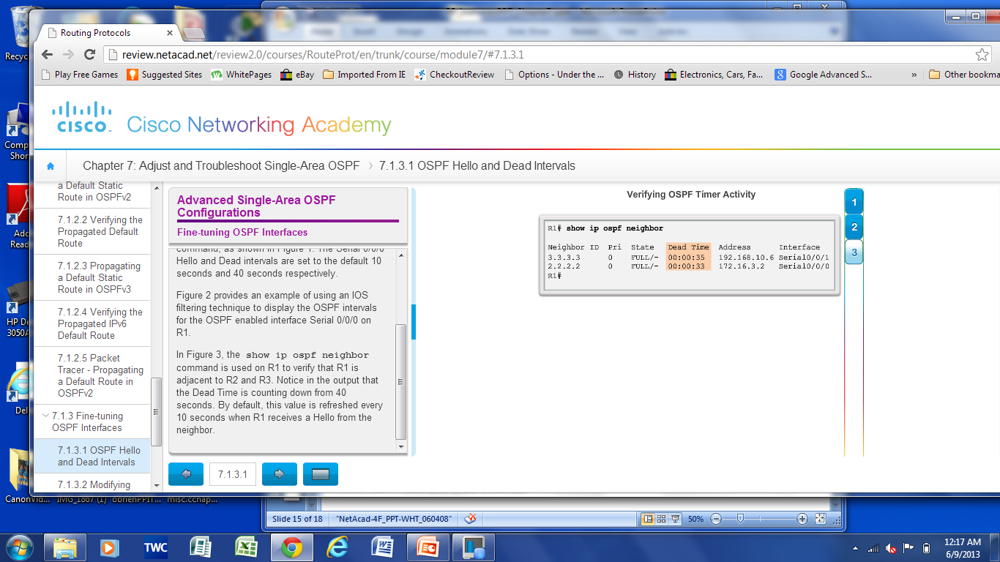 Recyc
Routing Protocols
review.netacad.net/review2.0/courses/RouteProt/en/trunk/course/module7/#7.1.3.1
Play Free Games
Suggested Sites
WhitePages
eBay
Imported From IE
CheckoutReview
Options - Under the ...
History
Electronics, Cars, Fa...
Google Advanced S...
»
Other bookma
CISCO.
Cisco Networking Academy
Chapter 7: Adjust and Troubleshoot Single-Area OSPF
7.1.3.1 OSPF Hello and Dead Intervals
Comp
Shor
Read
HP De
3050A
Del
a Default Static
Route in OSPFv2
7.1.2.2 Verifying the
Propagated Default
Route
7.1.2.3 Propagating
a Default Static
Route in OSPFv3
7.1.2.4 Verifying the
Propagated IPv6
Default Route
7.1.2.5 Packet
Tracer - Propagating
a Default Route in
OSPFv2
7.1.3 Fine-tuning
OSPF Interfaces
7.1.3.1 OSPF Hello
and Dead Intervals
7.1.3.2 Modifying
Advanced Single-Area OSPF
Configurations
Fine-tuning OSPF Interfaces
command, as shown in Figure 1. The Serial 0/0/0
Hello and Dead intervals are set to the default 10
seconds and 40 seconds respectively.
Figure 2 provides an example of using an IOS
filtering technique to display the OSPF intervals
for the OSPF enabled interface Serial 0/0/0 on
R1.
In Figure 3, the show ip ospf neighbor
command is used on R1 to verify that R1 is
adjacent to R2 and R3. Notice in the output that
the Dead Time is counting down from 40
seconds. By default, this value is refreshed every
10 seconds when R1 receives a Hello from the
neighbor.
7.1.3.1
Verifying OSPF Timer Activity
R1# show ip ospf neighbor
Neighbor ID Pri State Dead Time Address Interface
3.3.3.3 0 FULL/- 00:00:35 192.168.10.6 Serial0/0/1
2.2.2.2 0 FULL/- 00:00:33 172.16.3.2 Serial0/0/0
R1#
1
2
3
CanonVid...
IMG_1867 (1)
obrienPPIT...
misc.ccnap...
Slide 15 of 18
"NetAcad-4F_PPT-WHT_060408"
50%
TWC
12:17 AM
6/9/2013